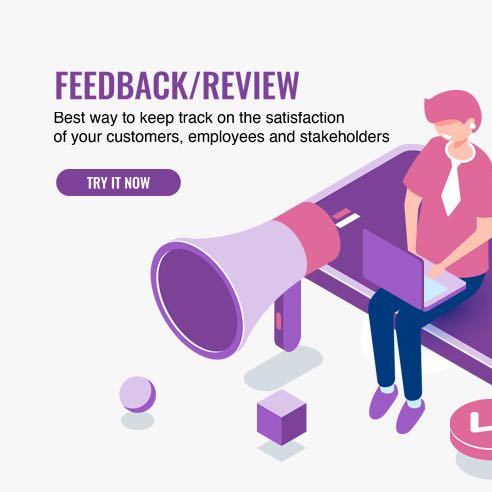 FEEDBACK/REVIEW
Best way to keep track on the satisfaction
of your customers, employees and stakeholders
TRY IT NOW